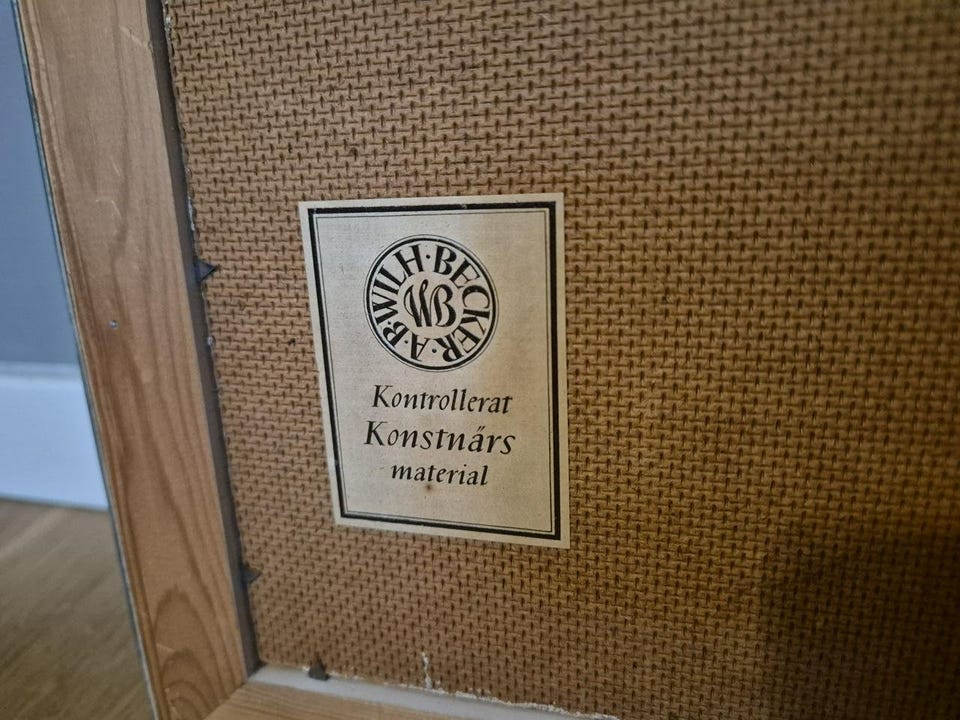 A·B·WILH·BECKER·
WB
Kontrollerat
Konstnärs
material